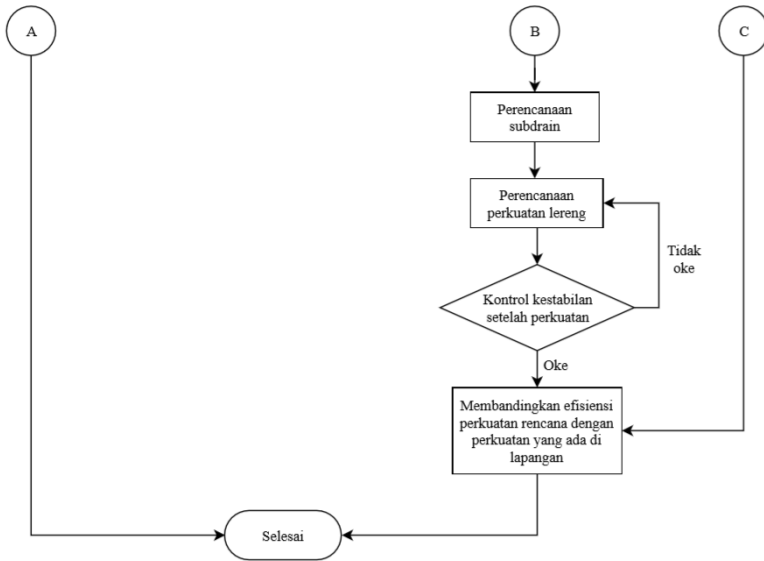 A
B
C
Perencanaan
subdrain
Perencanaan
perkuatan lereng
Tidak
oke
Kontrol kestabilan
setelah perkuatan
Oke
Membandingkan efisiensi
perkuatan rencana dengan
perkuatan yang ada di
lapangan
Selesai